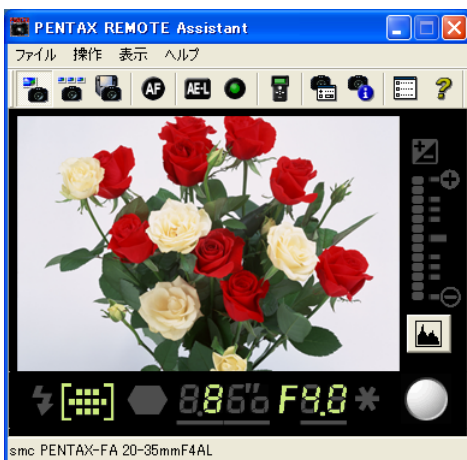 PENTAX REMOTE Assistant
ファイル 操作 表示 ヘルプ
AF AE-L
F4.0
smc PENTAX-FA 20-35mmF4AL